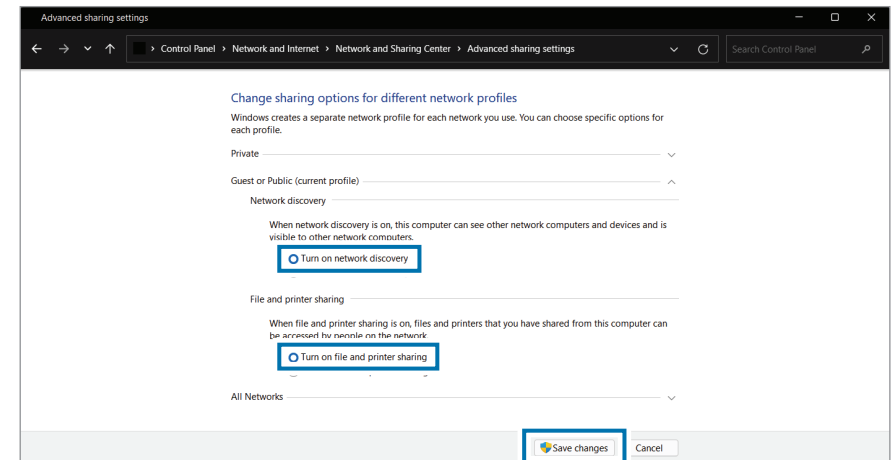 Advanced sharing settings
Control Panel > Network and Internet > Network and Sharing Center > Advanced sharing settings
Search Control Panel
Change sharing options for different network profiles
Windows creates a separate network profile for each network you use. You can choose specific options for
each profile.
Private
Guest or Public (current profile)
Network discovery
When network discovery is on, this computer can see other network computers and devices and is
visible to other network computers.
Turn on network discovery
File and printer sharing
When file and printer sharing is on, files and printers that you have shared from this computer can
be accessed by people on the network.
Turn on file and printer sharing
All Networks
Save changes
Cancel